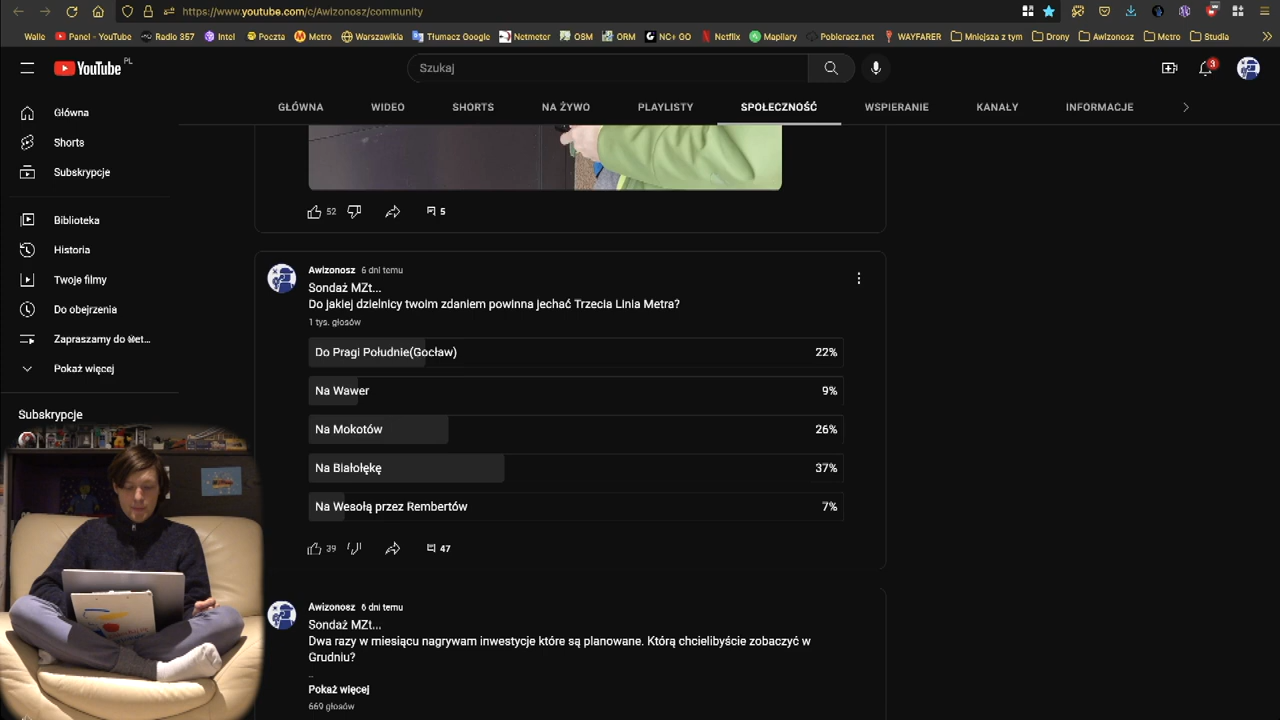 https://www.youtube.com/c/Awizonosz/community
Walle
Panel - YouTube
Radio 357
Intel
Poczta
Metro
Warszawikia
Tłumacz Google
Netmotor
OSM
ORM
NC+ GO
Netflix
Mapilary
Pobieracz.net
WAYFARER
Mniejsza z tym
Drony
Awizonosz
Metro
Studia
YouTube PL
Szukaj
3
GŁÓWNA
WIDEO
SHORTS
NA ŻYWO
PLAYLISTY
SPOŁECZNOŚĆ
WSPIERANIE
KANAŁY
INFORMACJE
Główna
Shorts
Subskrypcje
Biblioteka
Historia
Twoje filmy
Do obejrzenia
Zapraszamy do Met...
Pokaż więcej
Subskrypcje
52
5
Awizonosz 6 dni temu
Sondaż MZt...
Do jakiej dzielnicy twoim zdaniem powinna jechać Trzecia Linia Metra?
1 tys. głosów
Do Pragi Południe(Gocław) 22%
Na Wawer 9%
Na Mokotów 26%
Na Białołękę 37%
Na Wesołą przez Rembertów 7%
39
47
Awizonosz 6 dni temu
Sondaż MZt...
Dwa razy w miesiącu nagrywam inwestycje które są planowane. Którą chcielibyście zobaczyć w
Grudniu?
..
Pokaż więcej
669 głosów